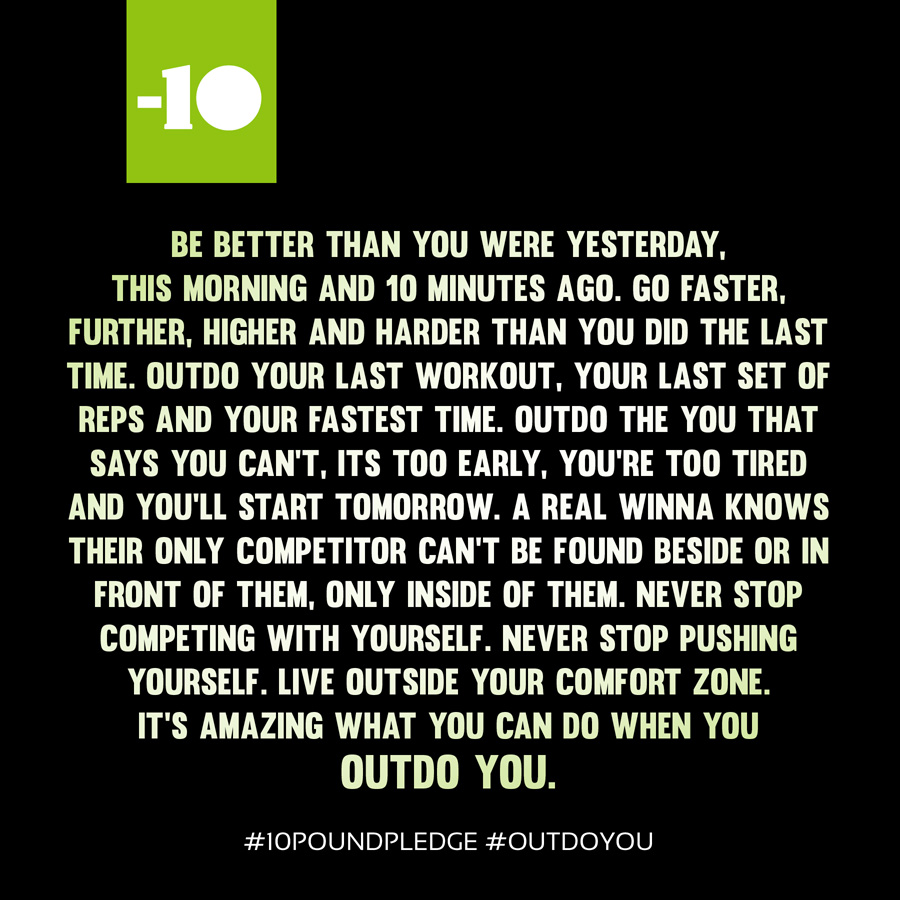 -10
BE BETTER THAN YOU WERE YESTERDAY,
THIS MORNING AND 10 MINUTES AGO. GO FASTER,
FURTHER, HIGHER AND HARDER THAN YOU DID THE LAST
TIME. OUTDO YOUR LAST WORKOUT, YOUR LAST SET OF
REPS AND YOUR FASTEST TIME. OUTDO THE YOU THAT
SAYS YOU CAN'T, ITS TOO EARLY, YOU'RE TOO TIRED
AND YOU'LL START TOMORROW. A REAL WINNA KNOWS
THEIR ONLY COMPETITOR CAN'T BE FOUND BESIDE OR IN
FRONT OF THEM, ONLY INSIDE OF THEM. NEVER STOP
COMPETING WITH YOURSELF. NEVER STOP PUSHING
YOURSELF. LIVE OUTSIDE YOUR COMFORT ZONE.
IT'S AMAZING WHAT YOU CAN DO WHEN YOU
OUTDO YOU.
#10POUNDPLEDGE #OUTDOYOU